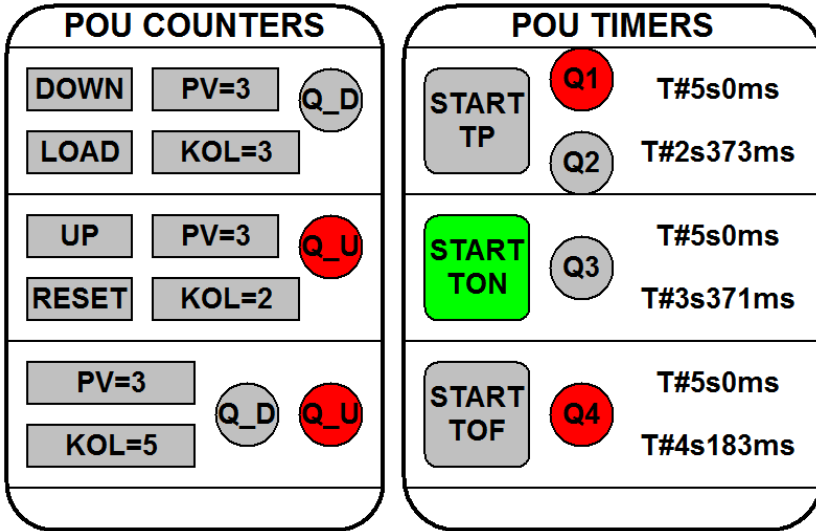 POU COUNTERS
DOWN PV=3 Q_D
LOAD KOL=3
UP PV=3 Q_U
RESET KOL=2
PV=3
Q_D Q_U
KOL=5
POU TIMERS
START
TP
Q1 T#5s0ms
Q2 T#2s373ms
START
TON
Q3
T#5s0ms
T#3s371ms
START
TOF
Q4
T#5s0ms
T#4s183ms